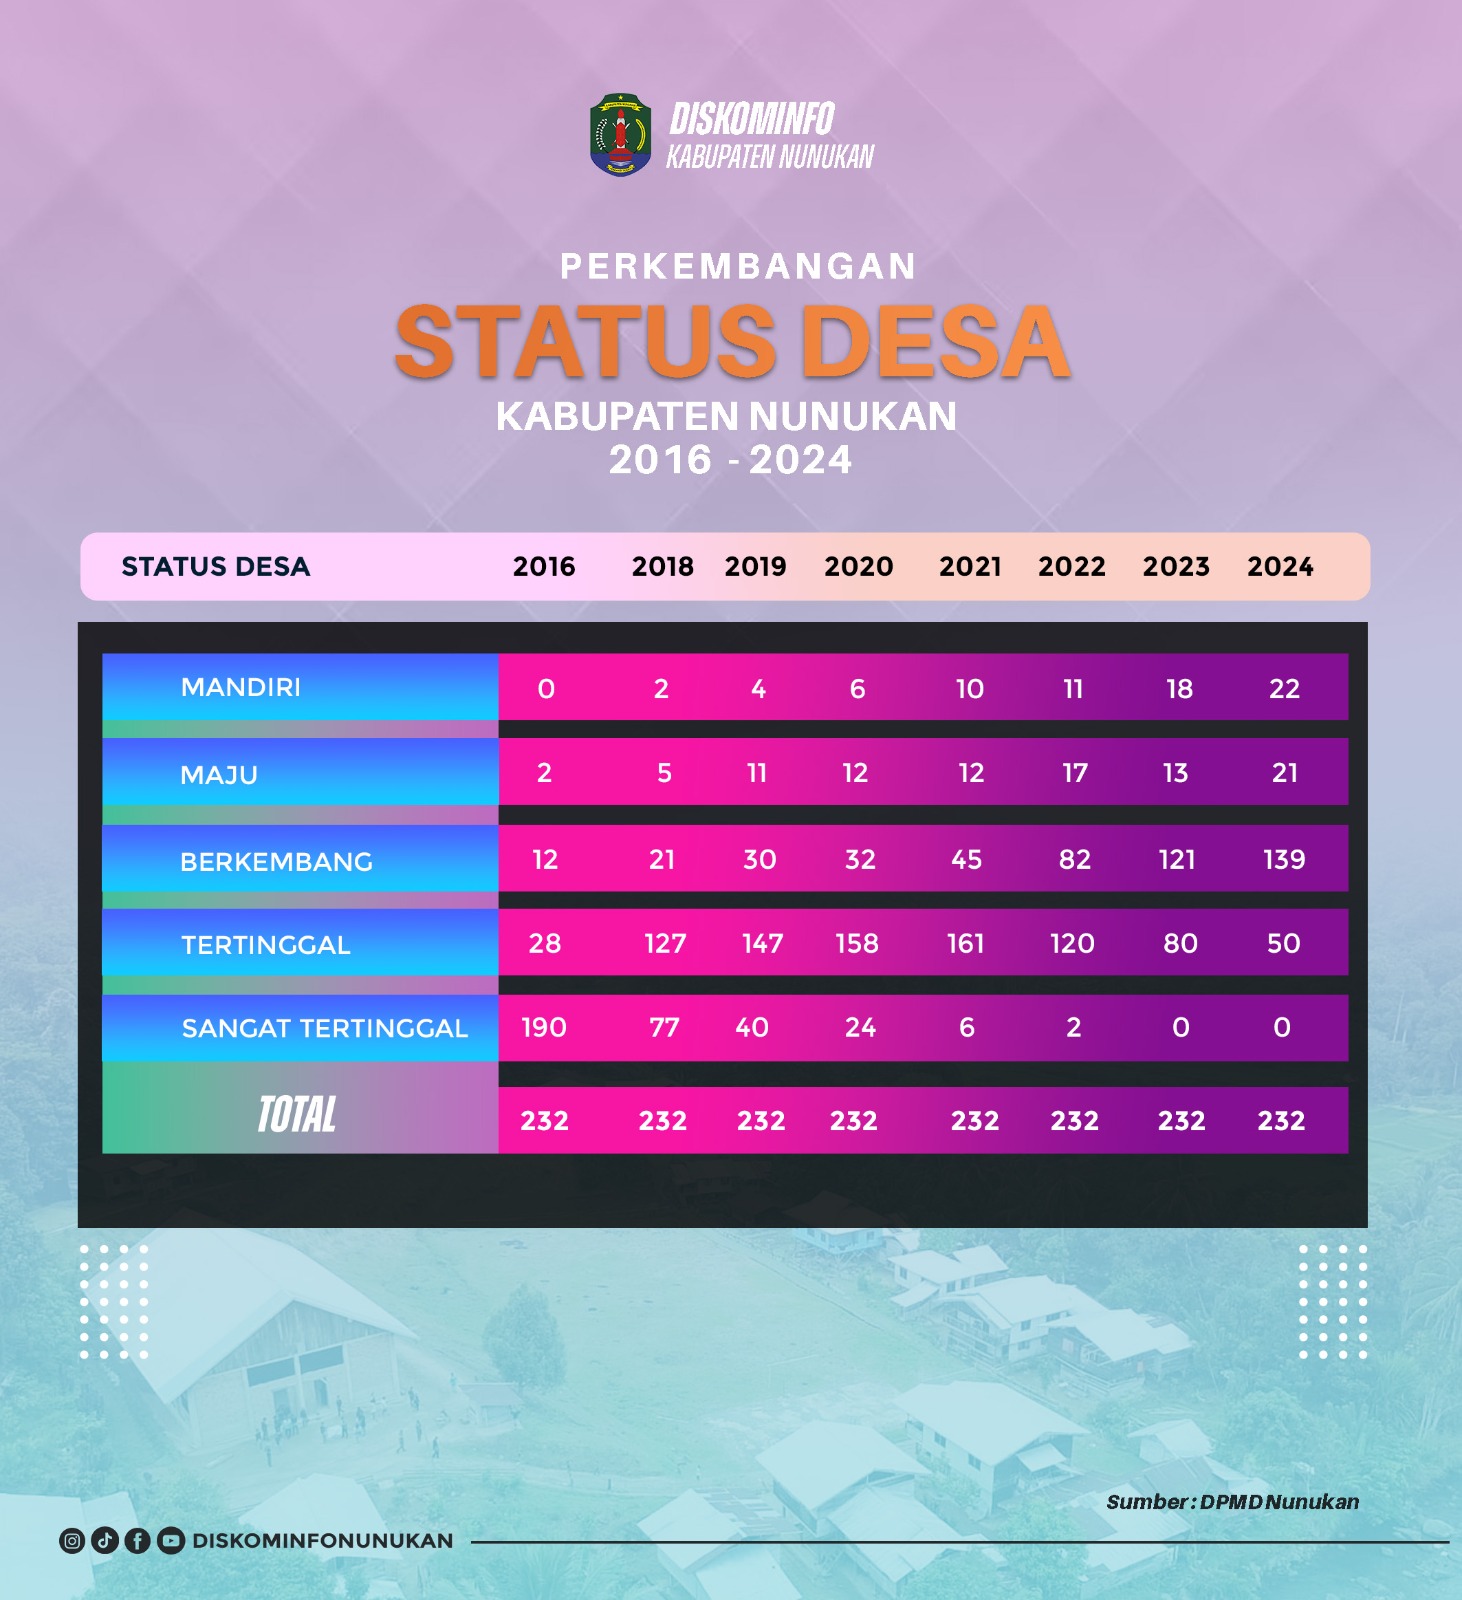 DISKOMINFO
KABUPATEN NUNUKAN
PERKEMBANGAN
STATUS DESA
KABUPATEN NUNUKAN
2016 - 2024
STATUS DESA 2016 2018 2019 2020 2021 2022 2023 2024
MANDIRI 0 2 4 6 10 11 18 22
MAJU 2 5 11 12 12 17 13 21
BERKEMBANG 12 21 30 32 45 82 121 139
TERTINGGAL 28 127 147 158 161 120 80 50
SANGAT TERTINGGAL 190 77 40 24 6 2 0 0
TOTAL 232 232 232 232 232 232 232 232
Sumber : DPMD Nunukan
DISKOMINFONUNUKAN